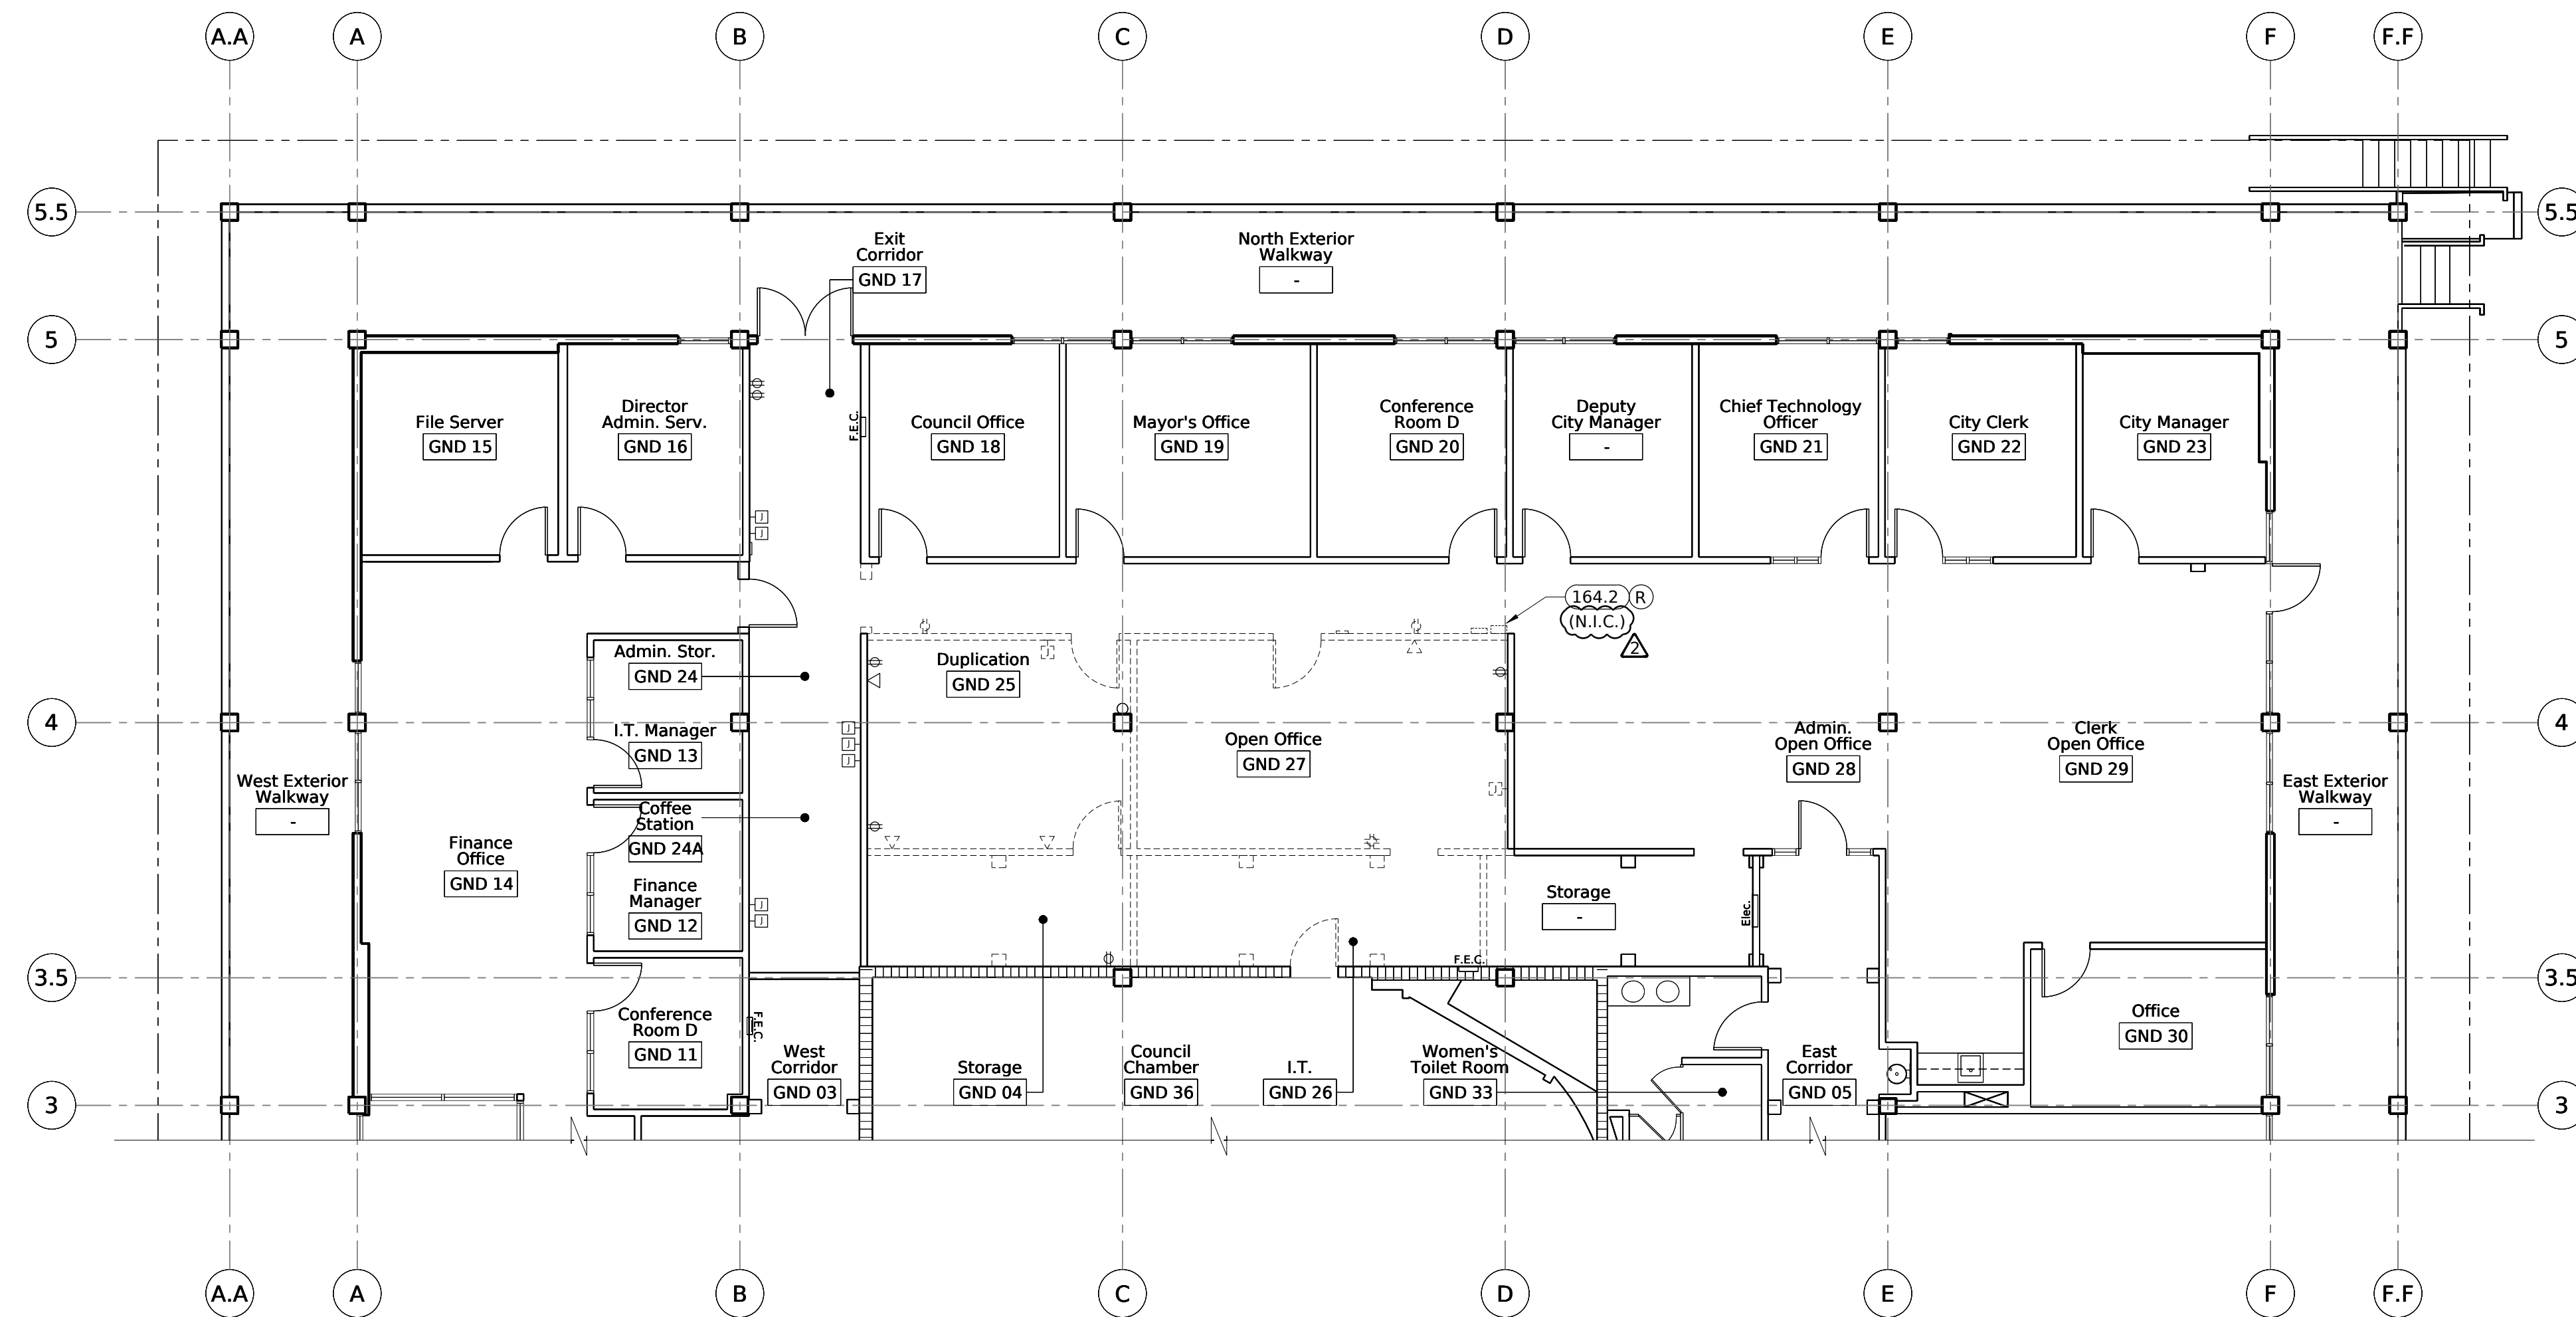 A.A
A
B
C
D
E
F
F.F
5.5
5.5
Exit
Corridor
GND 17
North Exterior
Walkway
-
5
5
File Server
GND 15
Director
Admin. Serv.
GND 16
F.E.C.
Council Office
GND 18
Mayor's Office
GND 19
Conference
Room D
GND 20
Deputy
City Manager
-
Chief Technology
Officer
GND 21
City Clerk
GND 22
City Manager
GND 23
J
J
164.2
R
(N.I.C.)
2
Admin. Stor.
GND 24
J
Duplication
GND 25
4
4
I.T. Manager
GND 13
J
J
J
Open Office
GND 27
J
Admin.
Open Office
GND 28
Clerk
Open Office
GND 29
West Exterior
Walkway
-
East Exterior
Walkway
-
Coffee
Station
GND 24A
Finance
Office
GND 14
Finance
Manager
GND 12
J
J
Storage
-
Elec.
F.E.C.
3.5
3.5
Conference
Room D
GND 11
F.E.C.
Office
GND 30
West
Corridor
GND 03
Storage
GND 04
Council
Chamber
GND 36
I.T.
GND 26
Women's
Toilet Room
GND 33
East
Corridor
GND 05
3
3
A.A
A
B
C
D
E
F
F.F